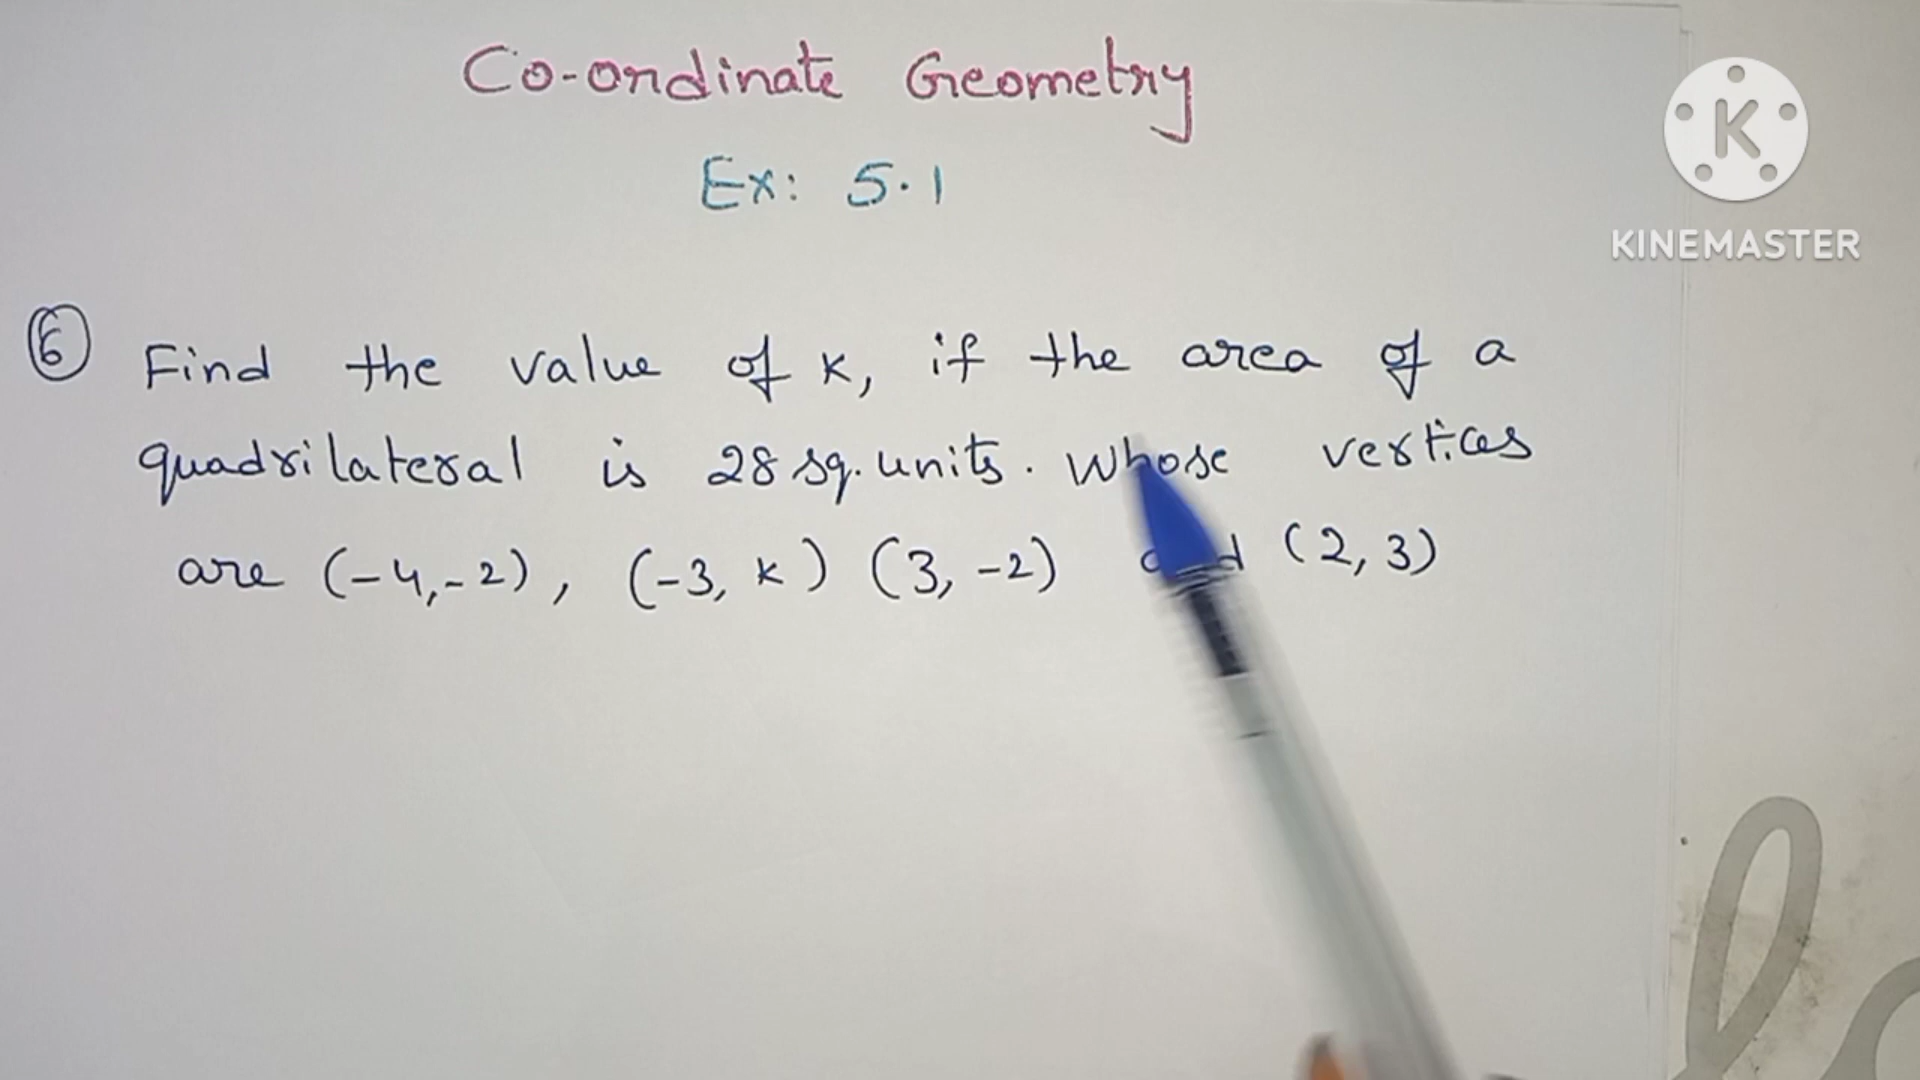 Co-ordinate Geometry
Ex: 5.1
KINEMASTER
⑥ Find the value of k, if the area of a
quadrilateral is 28 sq. units. whose vertices
are (-4,-2), (-3, k) (3, -2) and (2, 3)